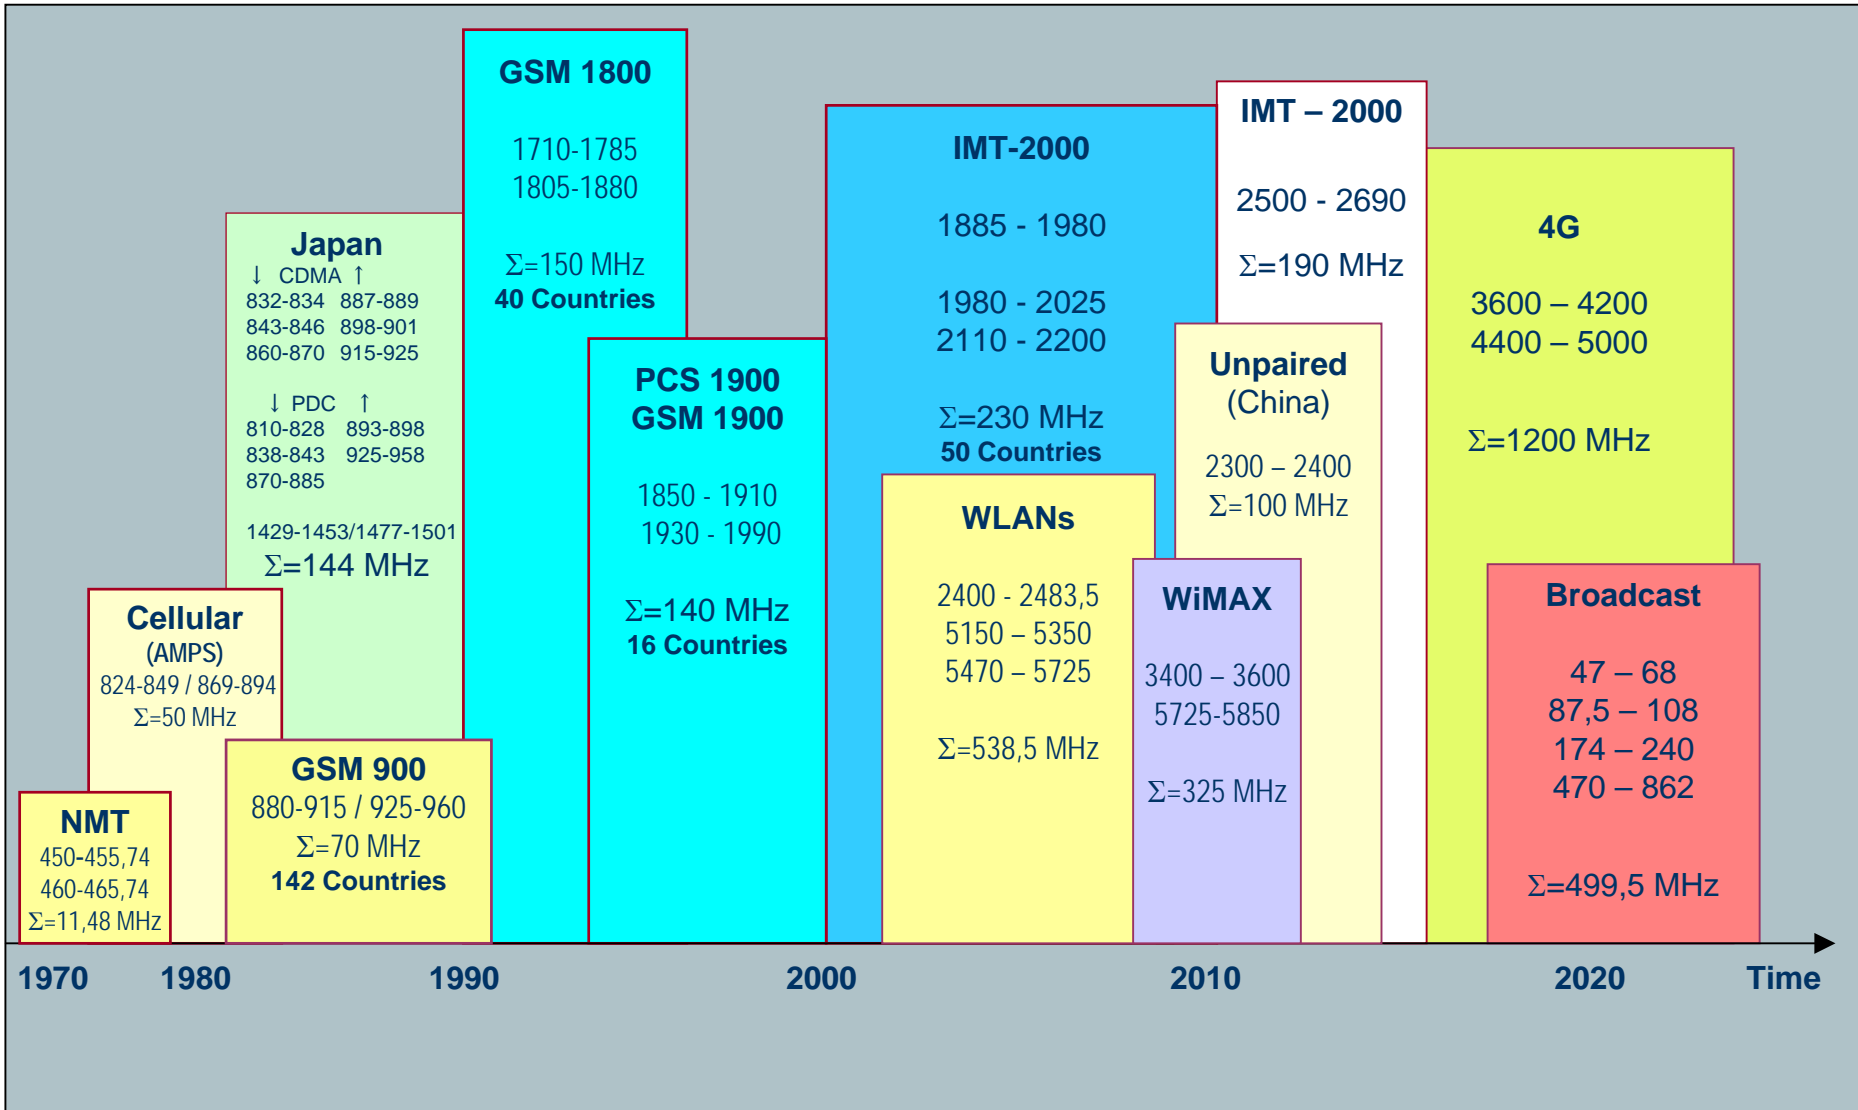 NMT
450-455,74
460-465,74
Σ=11,48 MHz
Cellular
(AMPS)
824-849 / 869-894
Σ=50 MHz
Japan
↓ CDMA ↑
832-834 887-889
843-846 898-901
860-870 915-925
↓ PDC ↑
810-828 893-898
838-843 925-958
870-885
1429-1453/1477-1501
Σ=144 MHz
GSM 900
880-915 / 925-960
Σ=70 MHz
142 Countries
GSM 1800
1710-1785
1805-1880
Σ=150 MHz
40 Countries
PCS 1900
GSM 1900
1850 - 1910
1930 - 1990
Σ=140 MHz
16 Countries
IMT-2000
1885 - 1980
1980 - 2025
2110 - 2200
Σ=230 MHz
50 Countries
WLANs
2400 - 2483,5
5150 – 5350
5470 – 5725
Σ=538,5 MHz
WiMAX
3400 – 3600
5725-5850
Σ=325 MHz
Unpaired
(China)
2300 – 2400
Σ=100 MHz
IMT – 2000
2500 - 2690
Σ=190 MHz
4G
3600 – 4200
4400 – 5000
Σ=1200 MHz
Broadcast
47 – 68
87,5 – 108
174 – 240
470 – 862
Σ=499,5 MHz
1970 1980 1990 2000 2010 2020 Time